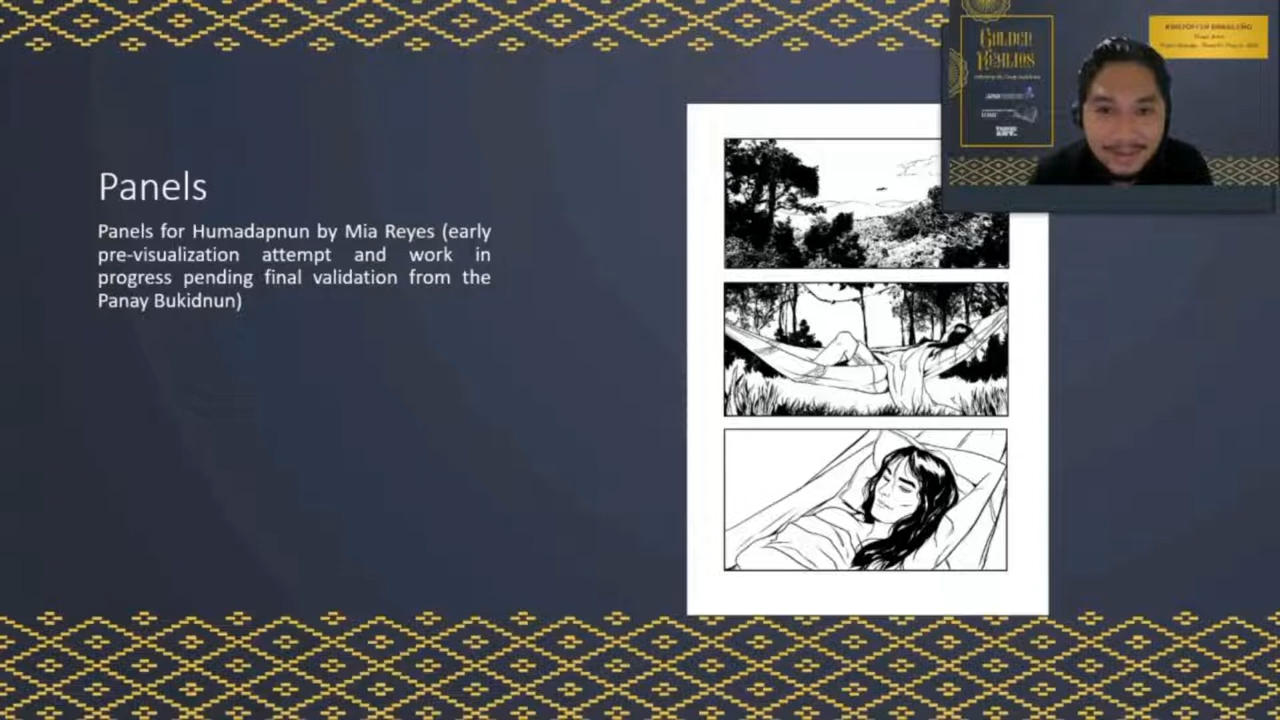 Panels
Panels for Humadapnun by Mia Reyes (early
pre-visualization attempt and work in
progress pending final validation from the
Panay Bukidnun)
GOLDEN
REMEDIOS